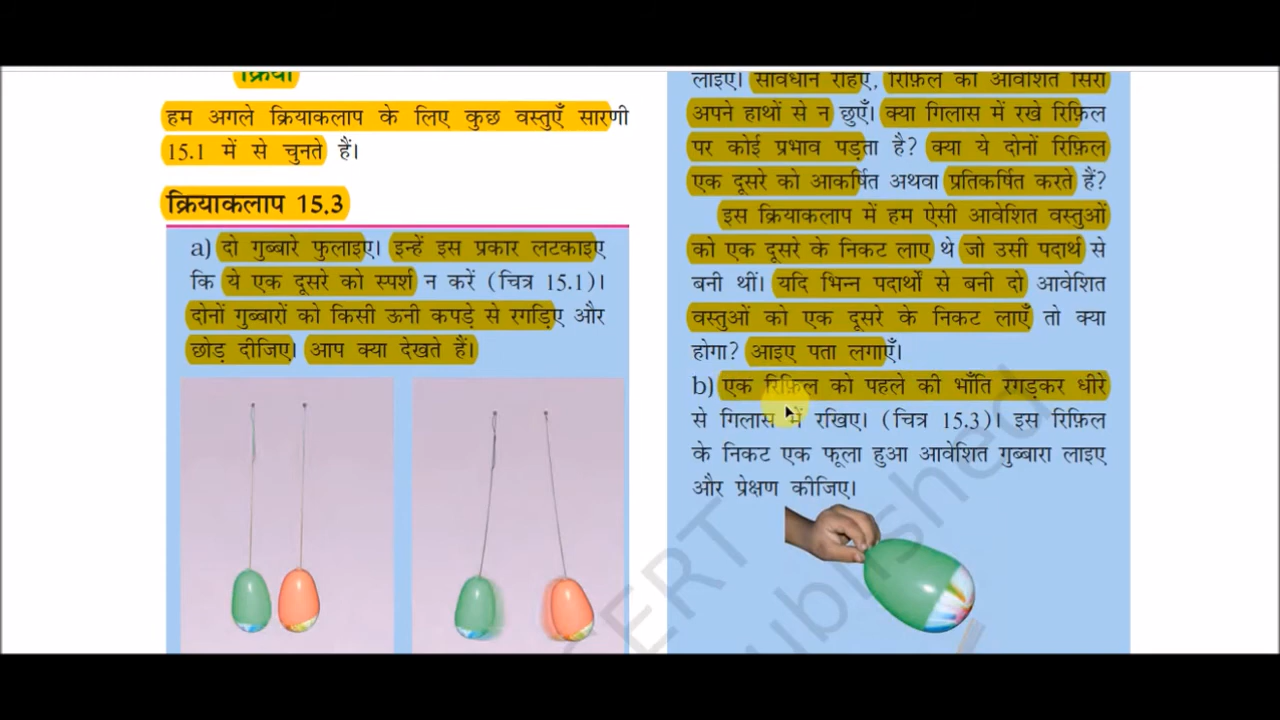 क्रिया
हम अगले क्रियाकलाप के लिए कुछ वस्तुएँ सारणी
15.1 में से चुनते हैं।
क्रियाकलाप 15.3
a) दो गुब्बारे फुलाइए। इन्हें इस प्रकार लटकाइए
कि ये एक दूसरे को स्पर्श न करें (चित्र 15.1)।
दोनों गुब्बारों को किसी ऊनी कपड़े से रगड़िए और
छोड़ दीजिए। आप क्या देखते हैं।
लाइए। सावधान रहिए, रिफ़िल का आवेशित सिरा
अपने हाथों से न छुएँ। क्या गिलास में रखे रिफ़िल
पर कोई प्रभाव पड़ता है? क्या ये दोनों रिफ़िल
एक दूसरे को आकर्षित अथवा प्रतिकर्षित करते हैं?
इस क्रियाकलाप में हम ऐसी आवेशित वस्तुओं
को एक दूसरे के निकट लाए थे जो उसी पदार्थ से
बनी थीं। यदि भिन्न पदार्थों से बनी दो आवेशित
वस्तुओं को एक दूसरे के निकट लाएँ तो क्या
होगा? आइए पता लगाएँ।
b) एक रिफ़िल को पहले की भाँति रगड़कर धीरे
से गिलास में रखिए। (चित्र 15.3)। इस रिफ़िल
के निकट एक फूला हुआ आवेशित गुब्बारा लाइए
और प्रेक्षण कीजिए।